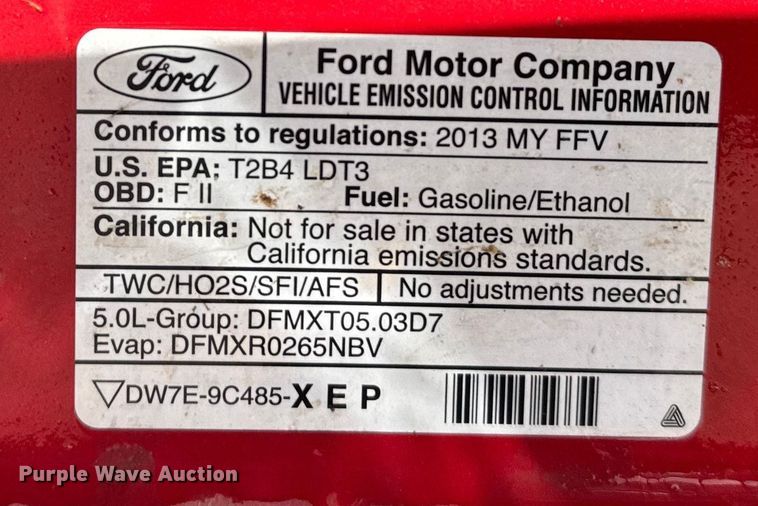 Ford
Ford Motor Company
VEHICLE EMISSION CONTROL INFORMATION
Conforms to regulations: 2013 MY FFV
U.S. EPA: T2B4 LDT3
OBD: F II Fuel: Gasoline/Ethanol
California: Not for sale in states with
California emissions standards.
TWC/HO2S/SFI/AFS No adjustments needed.
5.0L-Group: DFMXT05.03D7
Evap: DFMXR0265NBV
DW7E-9C485-XEP
Purple Wave Auction